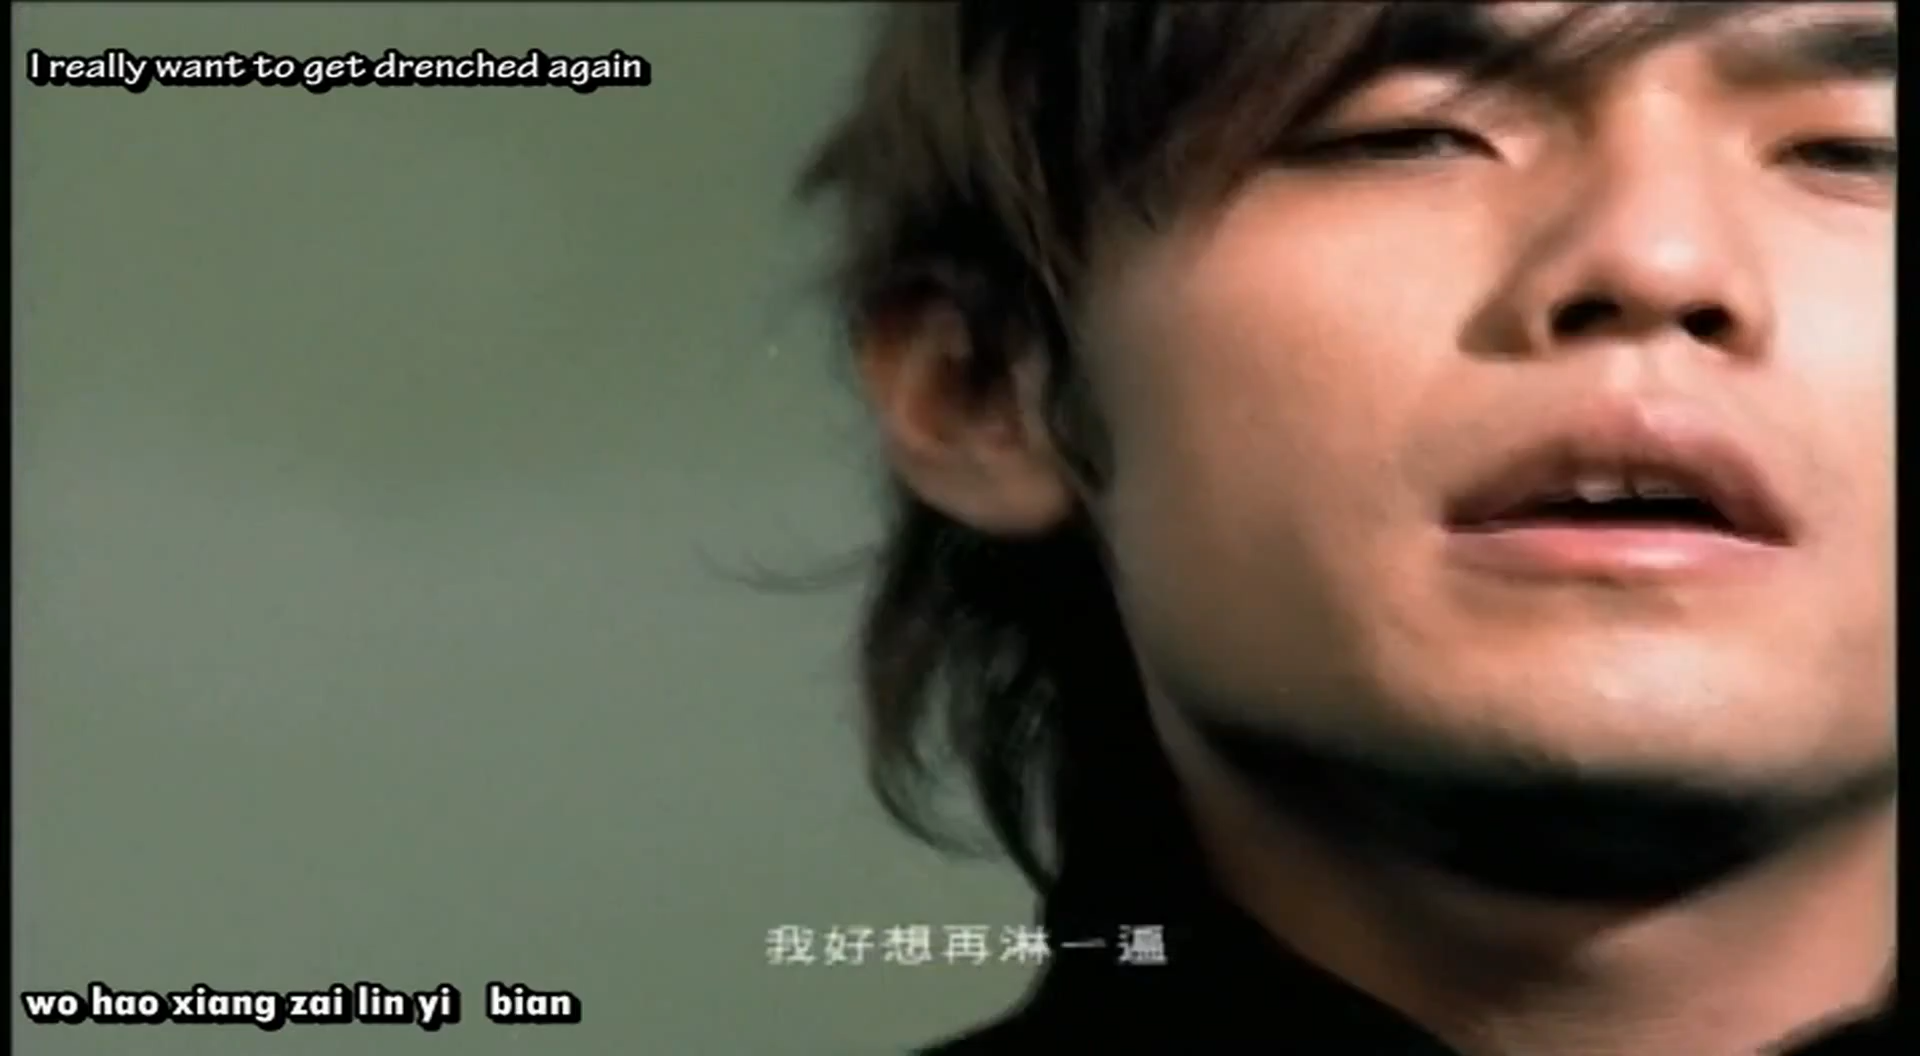 I really want to get drenched again
我好想再淋一遍
wo hao xiang zai lin yi bian